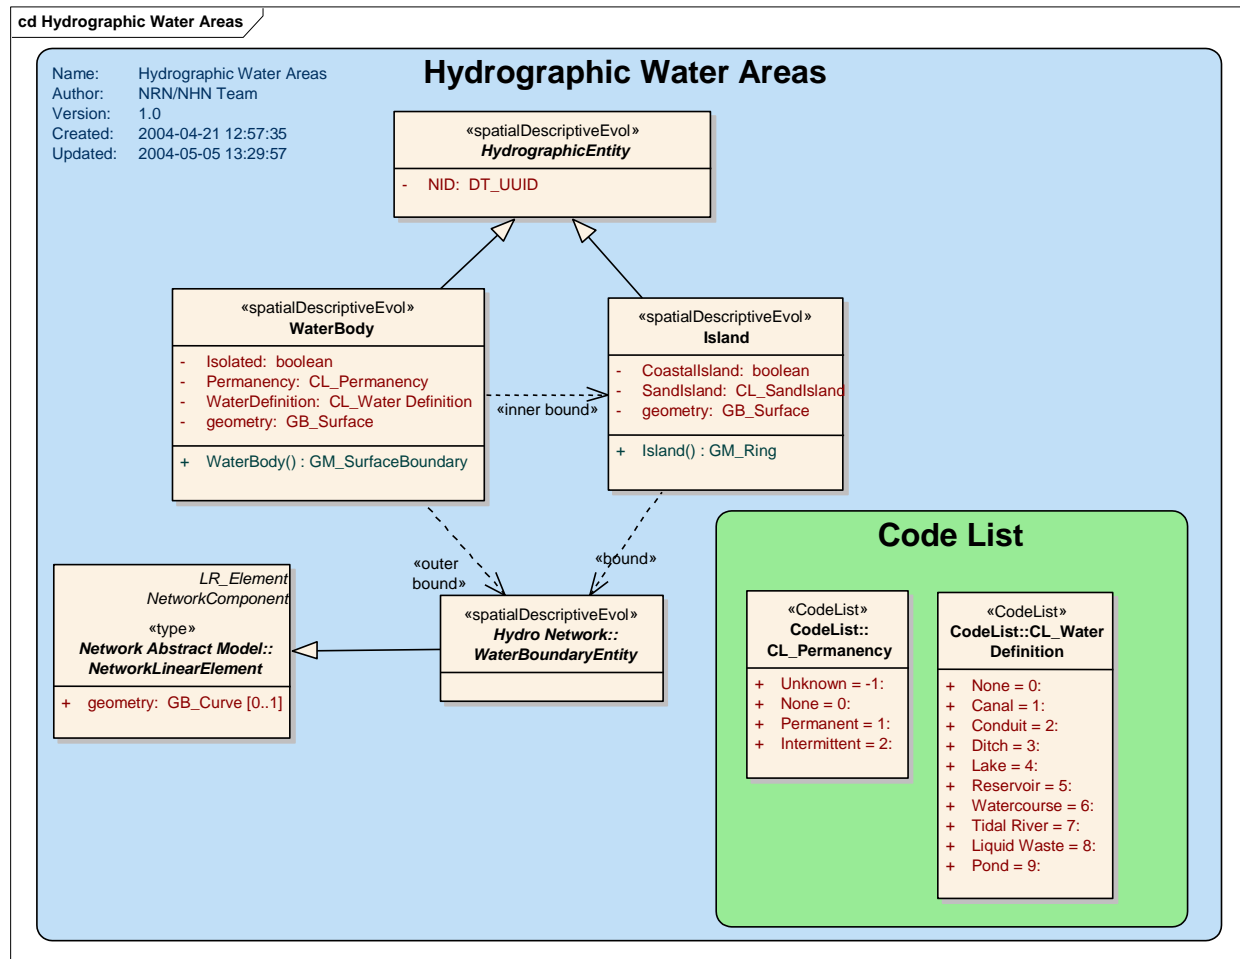 cd Hydrographic Water Areas
Hydrographic Water Areas
Name: Hydrographic Water Areas
Author: NRN/NHN Team
Version: 1.0
Created: 2004-04-21 12:57:35
Updated: 2004-05-05 13:29:57
«spatialDescriptiveEvol»
HydrographicEntity
- NID: DT_UUID
«spatialDescriptiveEvol»
WaterBody
- Isolated: boolean
- Permanency: CL_Permanency
- WaterDefinition: CL_Water Definition
- geometry: GB_Surface
+ WaterBody() : GM_SurfaceBoundary
«inner bound»
«spatialDescriptiveEvol»
Island
- CoastalIsland: boolean
- SandIsland: CL_SandIsland
- geometry: GB_Surface
+ Island() : GM_Ring
«outer
bound»
«bound»
LR_Element
NetworkComponent
«type»
Network Abstract Model::
NetworkLinearElement
+ geometry: GB_Curve [0..1]
«spatialDescriptiveEvol»
Hydro Network::
WaterBoundaryEntity
Code List
«CodeList»
CodeList::
CL_Permanency
+ Unknown = -1:
+ None = 0:
+ Permanent = 1:
+ Intermittent = 2:
«CodeList»
CodeList::CL_Water
Definition
+ None = 0:
+ Canal = 1:
+ Conduit = 2:
+ Ditch = 3:
+ Lake = 4:
+ Reservoir = 5:
+ Watercourse = 6:
+ Tidal River = 7:
+ Liquid Waste = 8:
+ Pond = 9: